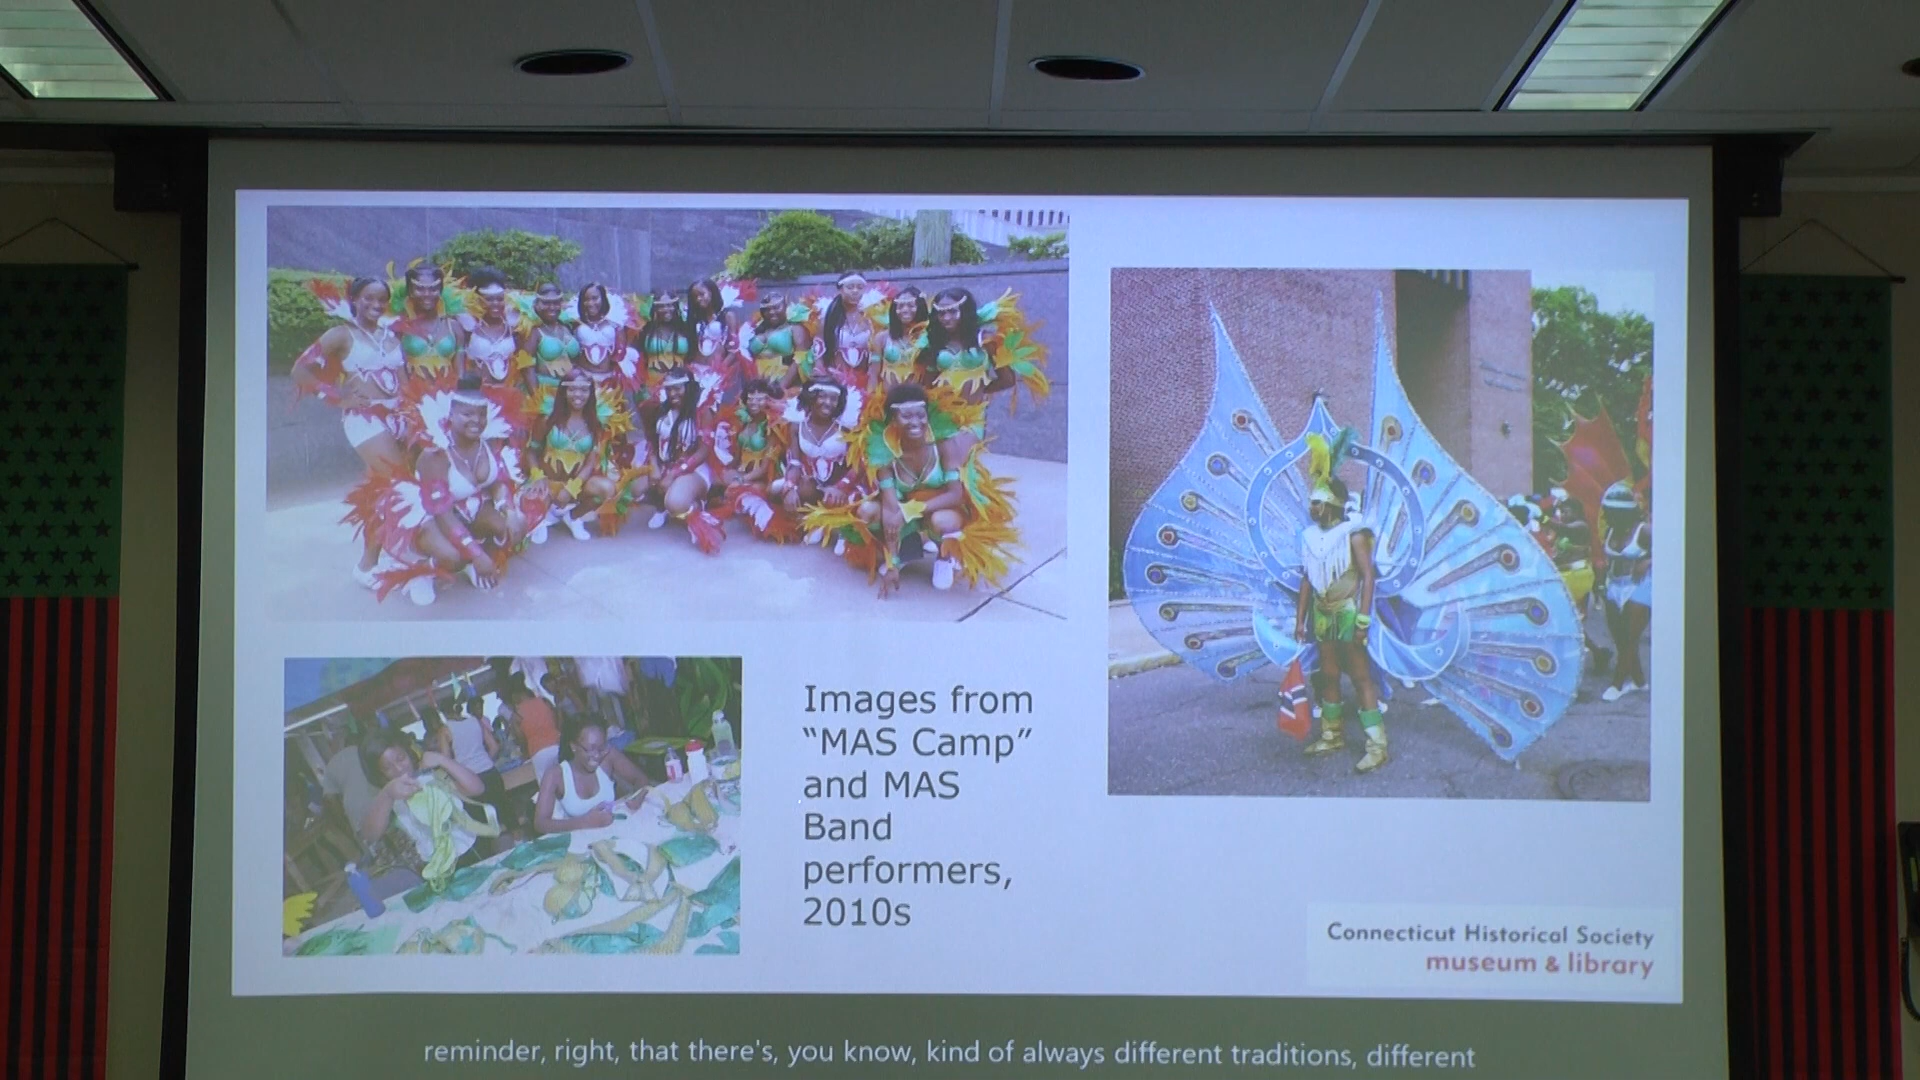 Images from
“MAS Camp”
and MAS
Band
performers,
2010s
Connecticut Historical Society
museum & library
reminder, right, that there's, you know, kind of always different traditions, different